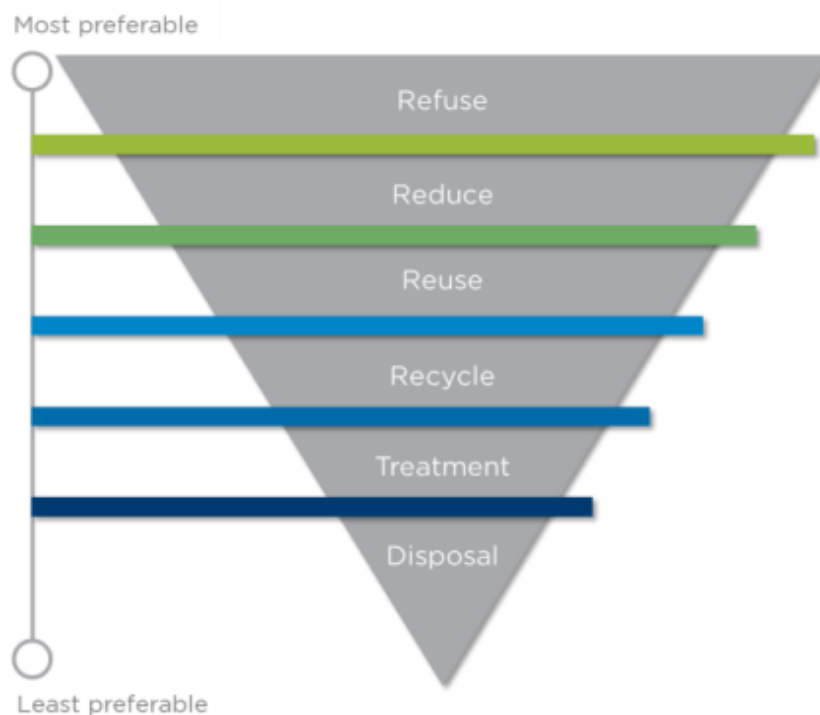 Most preferable
Refuse
Reduce
Reuse
Recycle
Treatment
Disposal
Least preferable